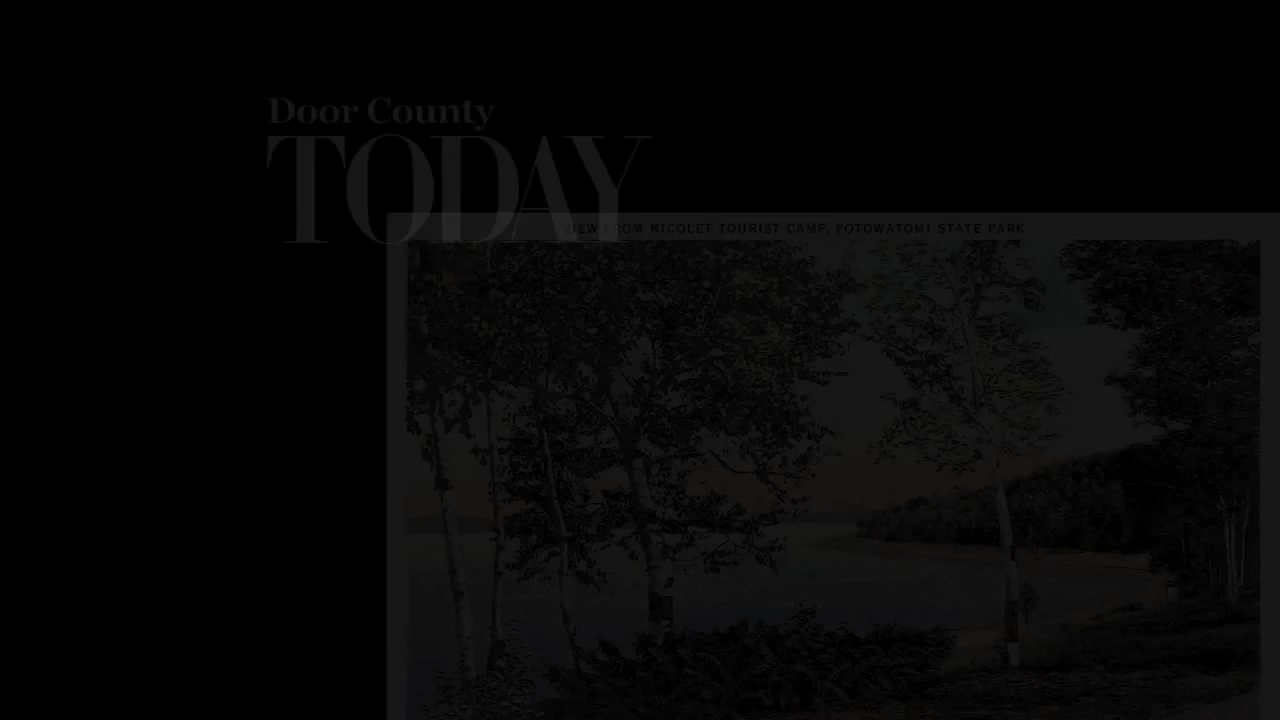 Door County
TODAY
VIEW FROM NICOLET TOURIST CAMP, POTOWATOMI STATE PARK